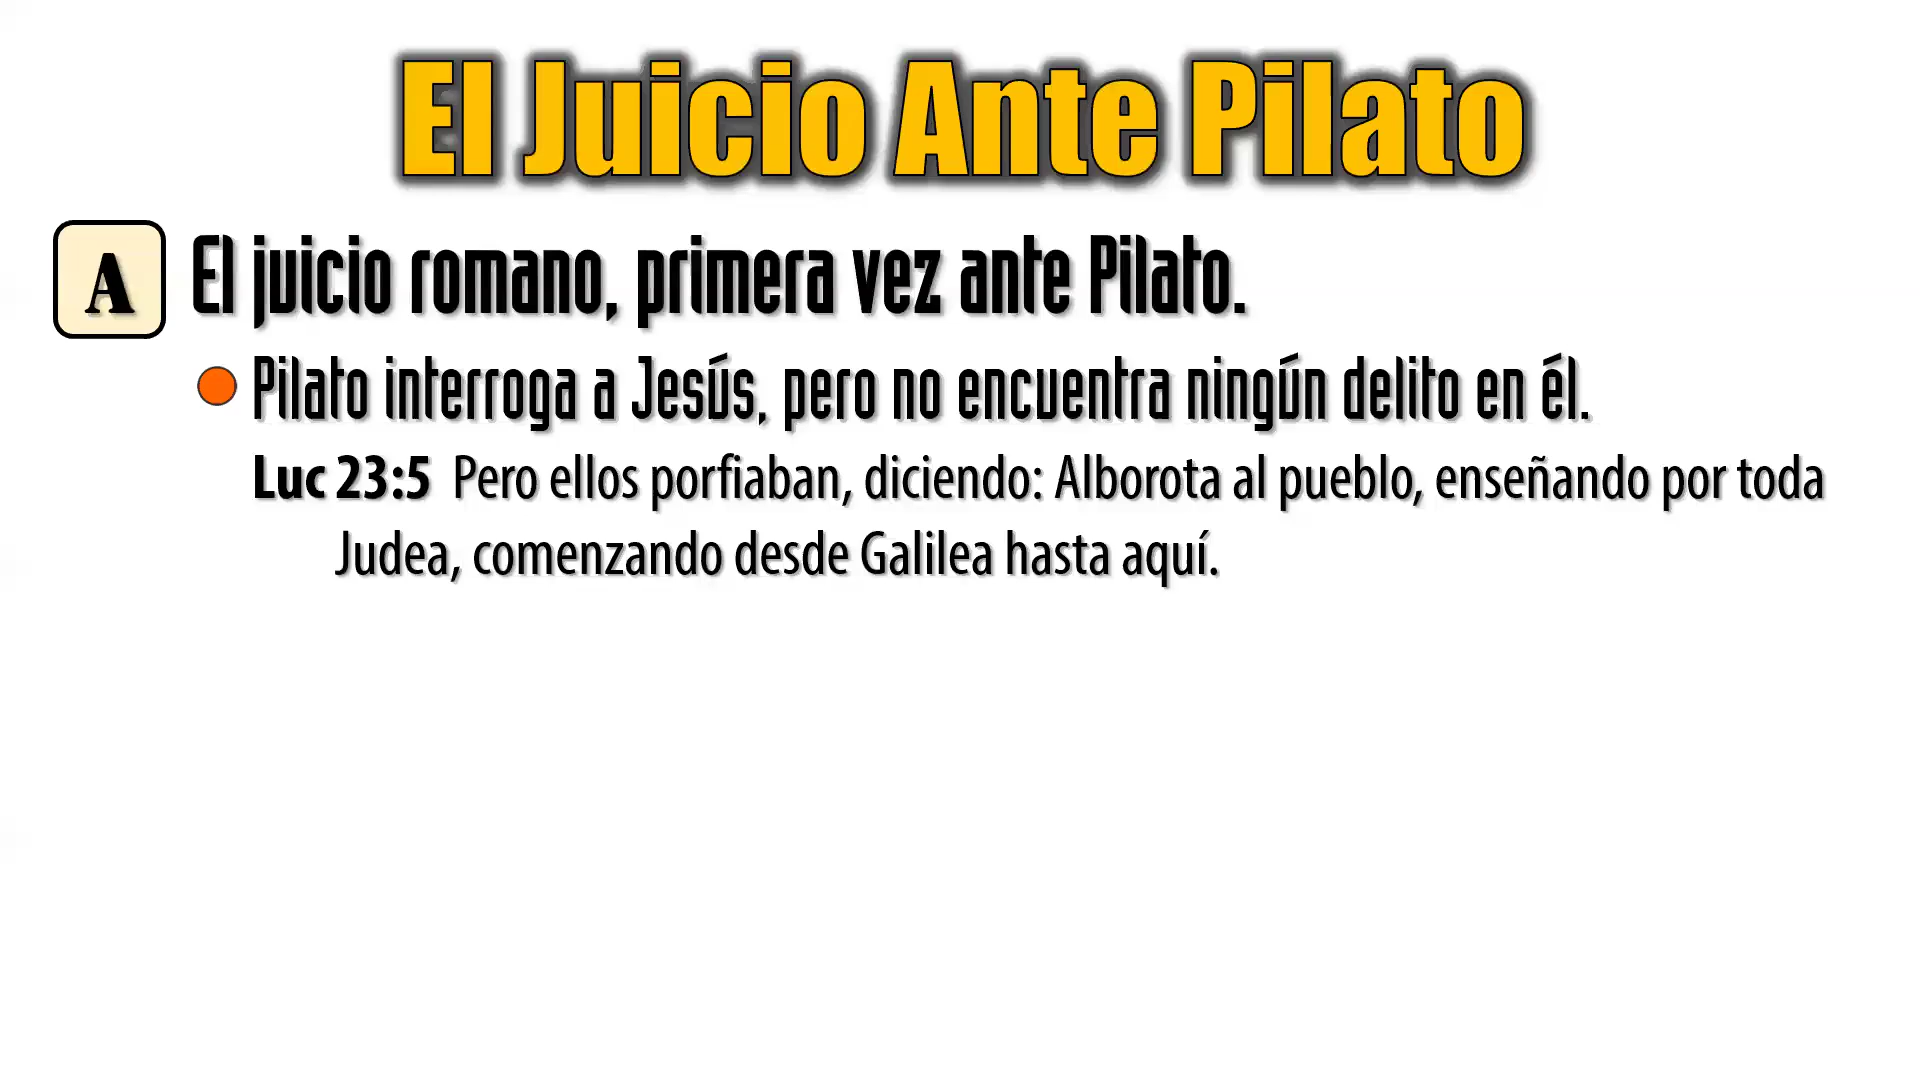 El Juicio Ante Pilato
A El juicio romano, primera vez ante Pilato.
Pilato interroga a Jesús, pero no encuentra ningún delito en él.
Luc 23:5 Pero ellos porfiaban, diciendo: Alborota al pueblo, enseñando por toda
Judea, comenzando desde Galilea hasta aquí.